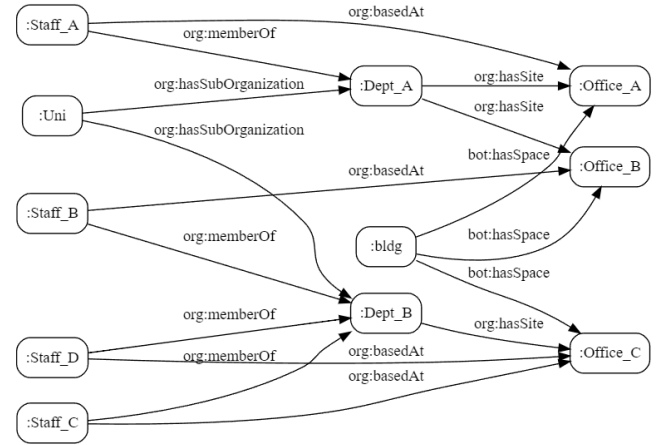 :Staff_A
org:basedAt
org:memberOf
:Uni
org:hasSubOrganization
:Dept_A
org:hasSite
:Office_A
org:hasSite
org:hasSubOrganization
bot:hasSpace
:Office_B
org:basedAt
:Staff_B
org:memberOf
:bldg
bot:hasSpace
bot:hasSpace
:Dept_B
org:memberOf
org:hasSite
:Staff_D
org:memberOf
org:basedAt
:Office_C
org:basedAt
:Staff_C